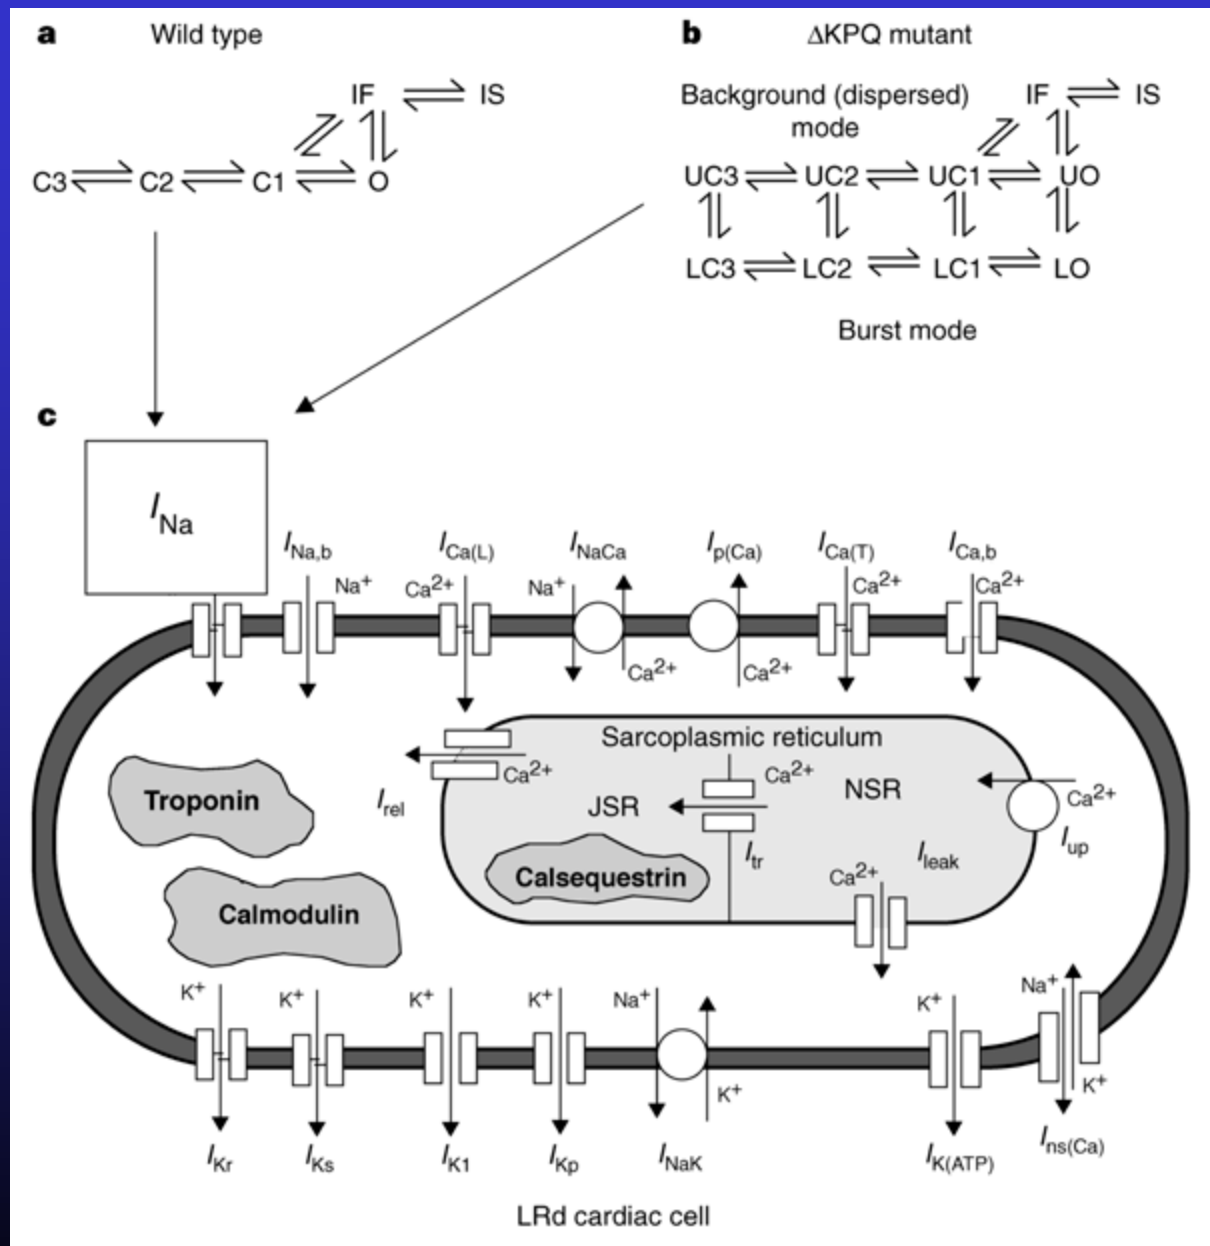 a Wild type
IF ⇌ IS
C3 ⇌ C2 ⇌ C1 ⇌ O
b ΔKPQ mutant
Background (dispersed)
mode
IF ⇌ IS
UC3 ⇌ UC2 ⇌ UC1 ⇌ UO
LC3 ⇌ LC2 ⇌ LC1 ⇌ LO
Burst mode
c
INa
INa,b
ICa(L)
INaCa
Ip(Ca)
ICa(T)
ICa,b
Na+
Ca2+
Na+
Ca2+
Ca2+
Ca2+
Ca2+
Sarcoplasmic reticulum
Ca2+
Ca2+
Ca2+
Irel
JSR
NSR
Itr
Iup
Ileak
Ca2+
Troponin
Calsequestrin
Calmodulin
K+
K+
K+
K+
Na+
K+
K+
Na+
K+
IKr
IKs
IK1
IKp
INaK
IK(ATP)
Ins(Ca)
LRd cardiac cell